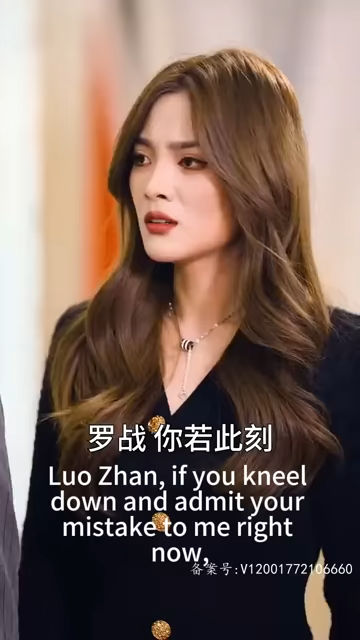 罗战 你若此刻
Luo Zhan, if you kneel
down and admit your
mistake to me right
now,
备案号:V12001772106660